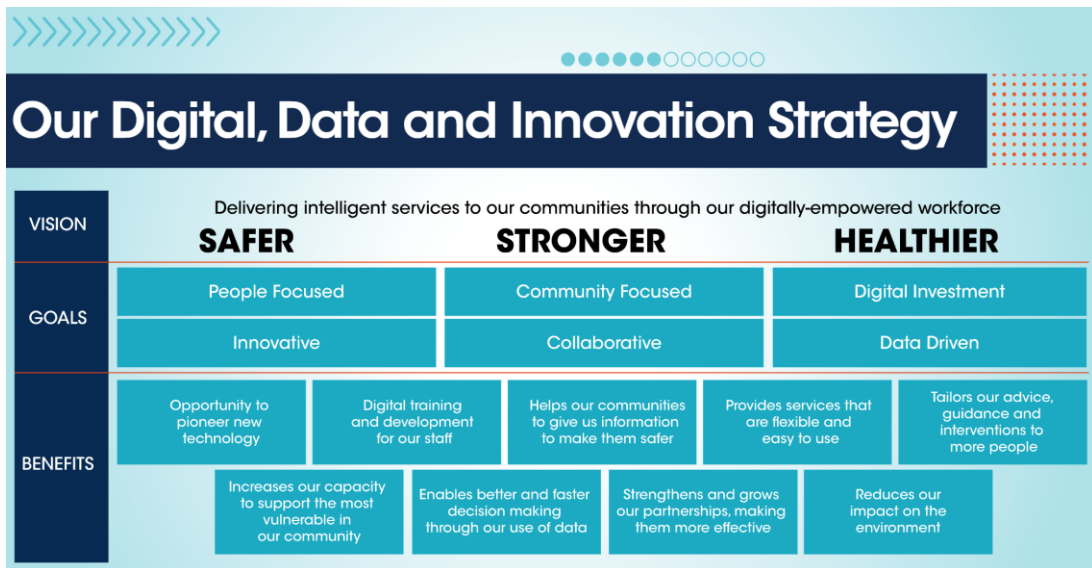 Our Digital, Data and Innovation Strategy
VISION
Delivering intelligent services to our communities through our digitally-empowered workforce
SAFER
STRONGER
HEALTHIER
GOALS
People Focused
Community Focused
Digital Investment
Innovative
Collaborative
Data Driven
BENEFITS
Opportunity to
pioneer new
technology
Digital training
and development
for our staff
Helps our communities
to give us information
to make them safer
Provides services that
are flexible and
easy to use
Tailors our advice,
guidance and
interventions to
more people
Increases our capacity
to support the most
vulnerable in
our community
Enables better and faster
decision making
through our use of data
Strengthens and grows
our partnerships, making
them more effective
Reduces our
impact on the
environment